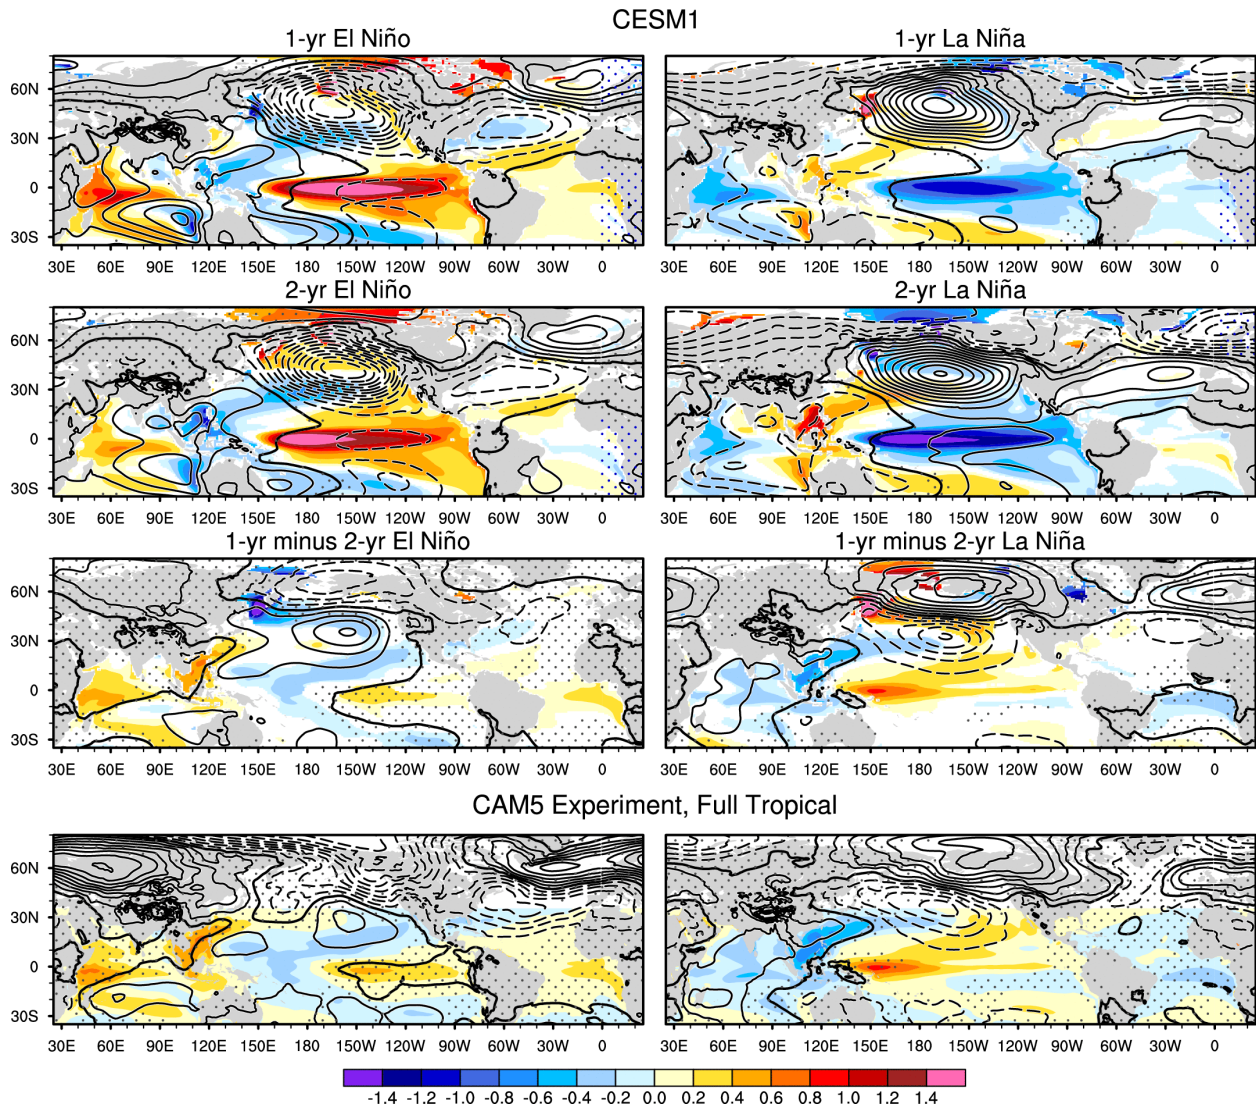 CESM1
1-yr El Niño
1-yr La Niña
60N
30N
0
30S
30E 60E 90E 120E 150E 180 150W 120W 90W 60W 30W 0
30E 60E 90E 120E 150E 180 150W 120W 90W 60W 30W 0
2-yr El Niño
2-yr La Niña
60N
30N
0
30S
30E 60E 90E 120E 150E 180 150W 120W 90W 60W 30W 0
30E 60E 90E 120E 150E 180 150W 120W 90W 60W 30W 0
1-yr minus 2-yr El Niño
1-yr minus 2-yr La Niña
60N
30N
0
30S
30E 60E 90E 120E 150E 180 150W 120W 90W 60W 30W 0
30E 60E 90E 120E 150E 180 150W 120W 90W 60W 30W 0
CAM5 Experiment, Full Tropical
60N
30N
0
30S
30E 60E 90E 120E 150E 180 150W 120W 90W 60W 30W 0
30E 60E 90E 120E 150E 180 150W 120W 90W 60W 30W 0
-1.4 -1.2 -1.0 -0.8 -0.6 -0.4 -0.2 0.0 0.2 0.4 0.6 0.8 1.0 1.2 1.4